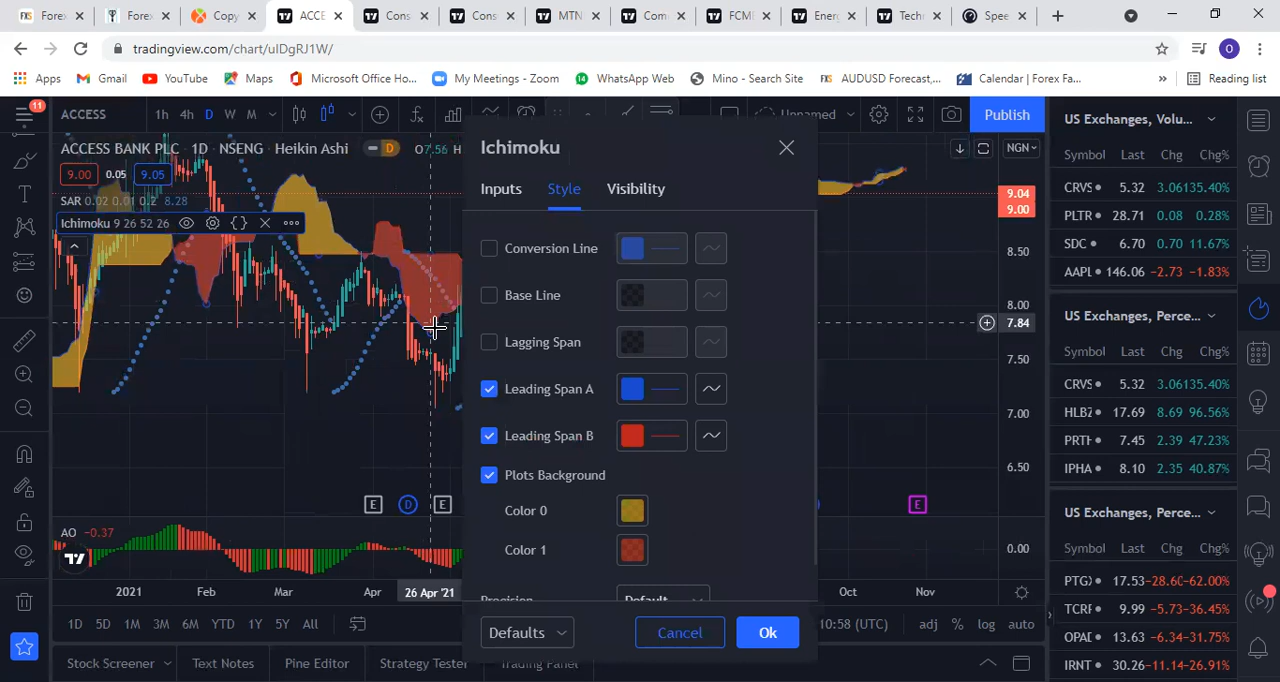 Forex
Forex
Copy
ACCE
Cons
Cons
MTN
Com
FCMB
Energ
Tech
Spee
tradingview.com/chart/uIDgRJ1W/
Apps
Gmail
YouTube
Maps
Microsoft Office Ho...
My Meetings - Zoom
WhatsApp Web
Mino - Search Site
AUDUSD Forecast,...
Calendar | Forex Fa...
Reading list
11
ACCESS
1h
4h
D
W
M
Unnamed
Publish
ACCESS BANK PLC
1D
NSENG
Heikin Ashi
D
O7.56 H
NGN
9.00
0.05
9.05
SAR 0.02 0.01 0.2 8.28
Ichimoku 9 26 52 26
Ichimoku
Inputs
Style
Visibility
Conversion Line
Base Line
Lagging Span
Leading Span A
Leading Span B
Plots Background
Color 0
Color 1
Precision
Default
Defaults
Cancel
Ok
9.04
9.00
8.50
8.00
7.84
7.50
7.00
6.50
0.00
E
D
E
E
AO -0.37
2021
Feb
Mar
Apr
26 Apr '21
Oct
Nov
1D
5D
1M
3M
6M
YTD
1Y
5Y
All
10:58 (UTC)
adj
%
log
auto
Stock Screener
Text Notes
Pine Editor
Strategy Tester
Trading Panel
US Exchanges, Volu...
Symbol Last Chg Chg%
CRVS 5.32 3.06 135.40%
PLTR 28.71 0.08 0.28%
SDC 6.70 0.70 11.67%
AAPL 146.06 -2.73 -1.83%
US Exchanges, Perce...
Symbol Last Chg Chg%
CRVS 5.32 3.06 135.40%
HLBZ 17.69 8.69 96.56%
PRTH 7.45 2.39 47.23%
IPHA 8.10 2.35 40.87%
US Exchanges, Perce...
Symbol Last Chg Chg%
17.53 -62.00%
9.99 -5.73 -36.45%
13.63 -6.34 -31.75%
IRNT 30.26 -11.14 -26.91%